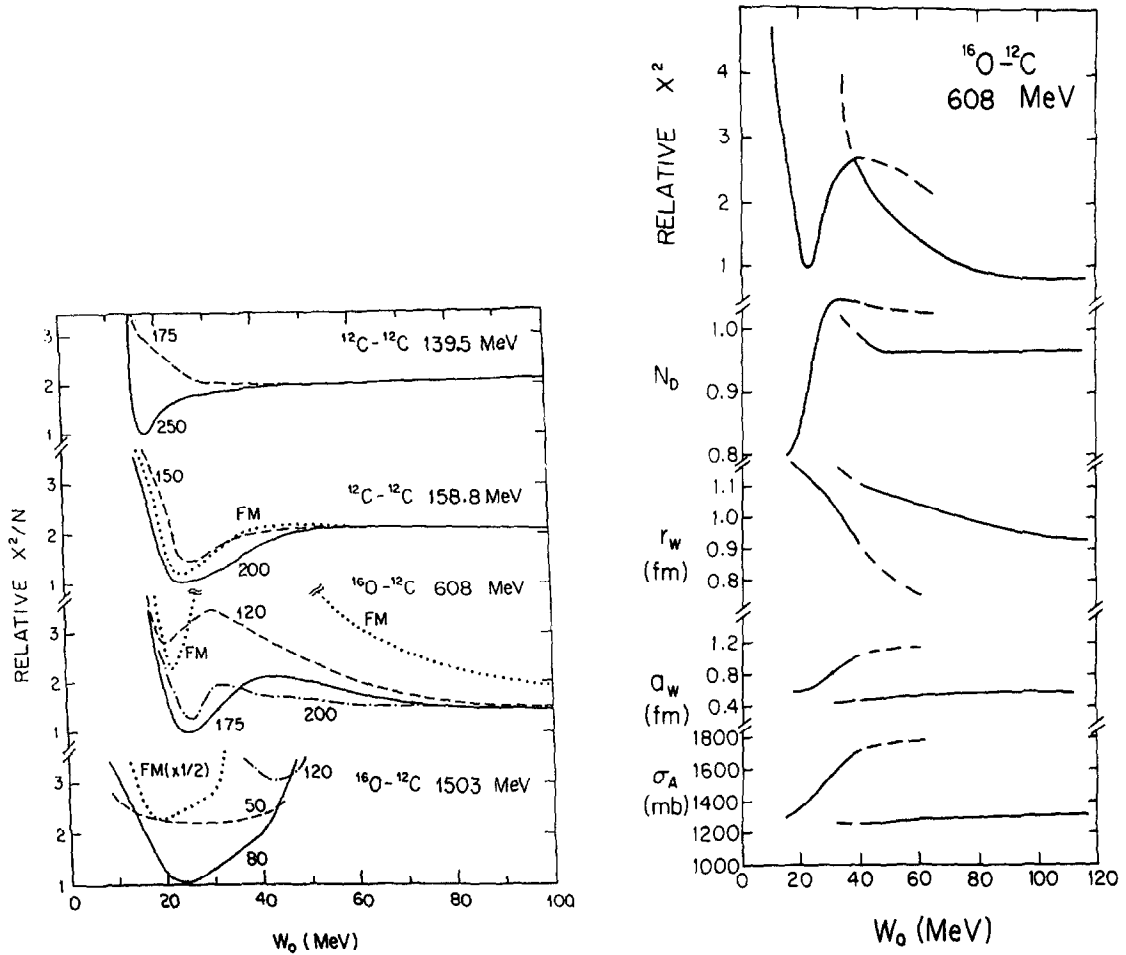 RELATIVE X²/N
3
2
1
175
¹²C-¹²C 139.5 MeV
250
3
2
1
150
¹²C-¹²C 158.8 MeV
FM
200
3
2
1
¹⁶O-¹²C 608 MeV
120
FM
FM
175
200
3
2
1
FM(x1/2)
120
¹⁶O-¹²C 1503 MeV
50
80
0
20
40
60
80
100
W₀ (MeV)
RELATIVE X²
4
3
2
1
¹⁶O-¹²C
608 MeV
N_D
1.0
0.9
0.8
r_W
(fm)
1.1
1.0
0.9
0.8
a_W
(fm)
1.2
0.8
0.4
σ_A
(mb)
1800
1600
1400
1200
1000
0
20
40
60
80
100
120
W₀ (MeV)